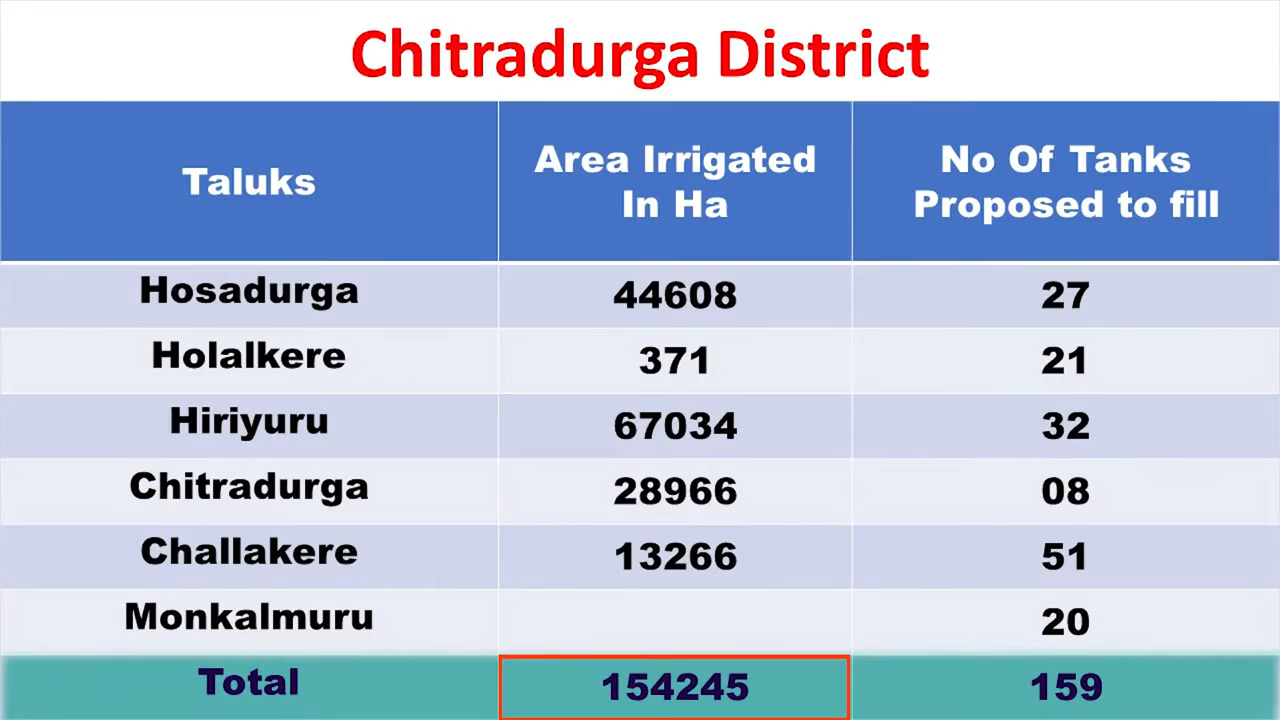 Chitradurga District
Taluks
Area Irrigated
In Ha
No Of Tanks
Proposed to fill
Hosadurga 44608 27
Holalkere 371 21
Hiriyuru 67034 32
Chitradurga 28966 08
Challakere 13266 51
Monkalmuru 20
Total 154245 159